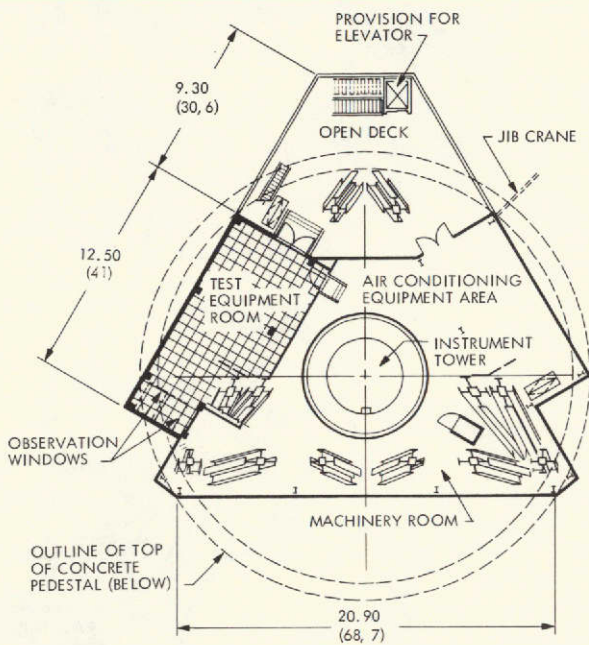 PROVISION FOR
ELEVATOR
9.30
(30, 6)
OPEN DECK
JIB CRANE
12.50
(41)
TEST
EQUIPMENT
ROOM
AIR CONDITIONING
EQUIPMENT AREA
INSTRUMENT
TOWER
OBSERVATION
WINDOWS
MACHINERY ROOM
OUTLINE OF TOP
OF CONCRETE
PEDESTAL (BELOW)
20.90
(68, 7)